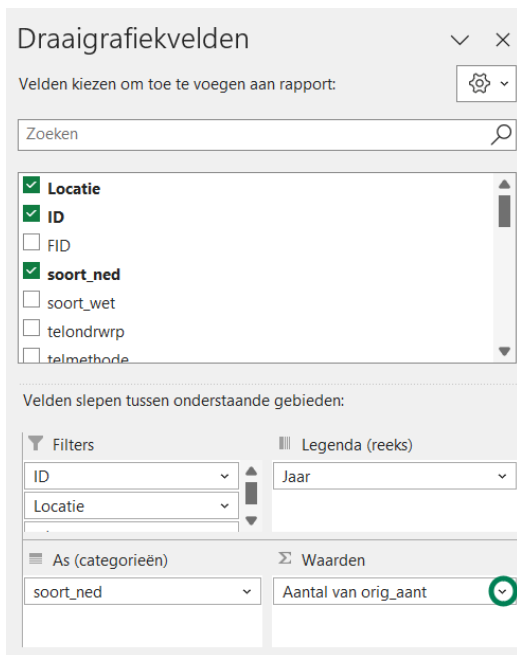 Draaigrafiekvelden
Velden kiezen om toe te voegen aan rapport:
Zoeken
Locatie
ID
FID
soort_ned
soort_wet
telondrwrp
telmethode
Velden slepen tussen onderstaande gebieden:
Filters
ID
Locatie
Legenda (reeks)
Jaar
As (categorieën)
soort_ned
Σ Waarden
Aantal van orig_aant